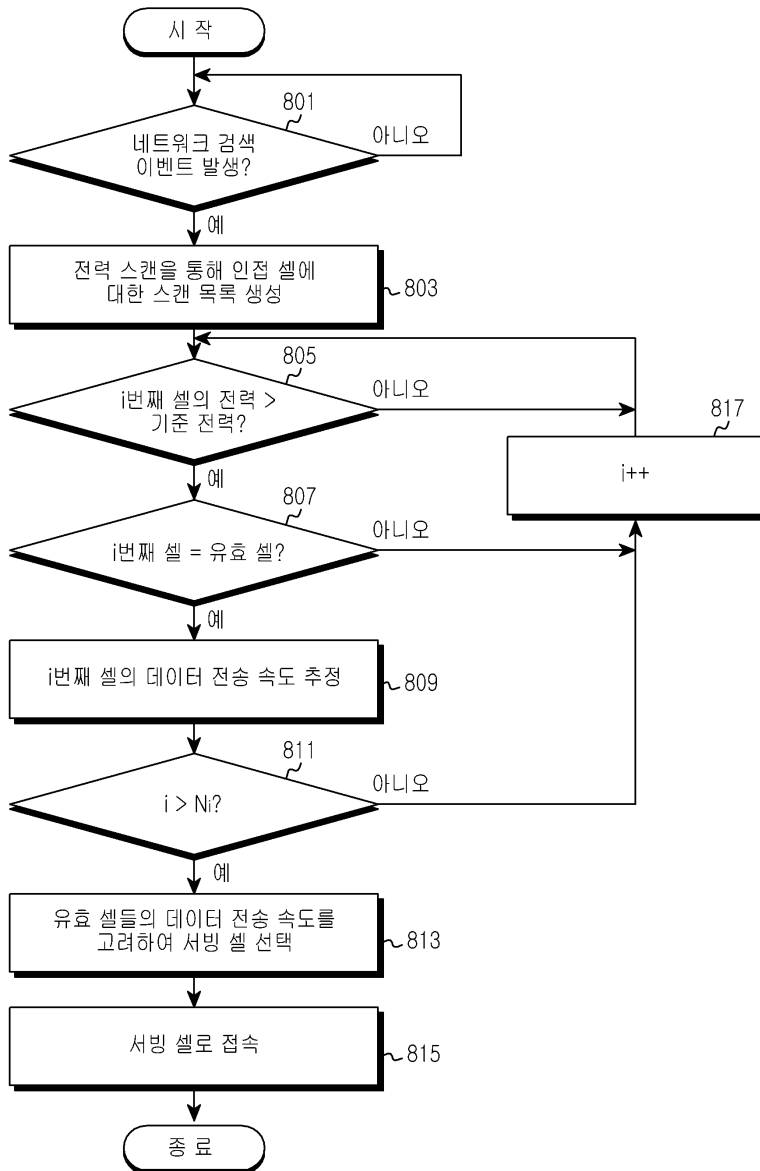 시 작
801
네트워크 검색
이벤트 발생?
아니오
예
전력 스캔을 통해 인접 셀에
대한 스캔 목록 생성
803
805
i번째 셀의 전력 >
기준 전력?
아니오
817
i++
예
807
i번째 셀 = 유효 셀?
아니오
예
i번째 셀의 데이터 전송 속도 추정
809
811
i > Ni?
아니오
예
유효 셀들의 데이터 전송 속도를
고려하여 서빙 셀 선택
813
서빙 셀로 접속
815
종 료